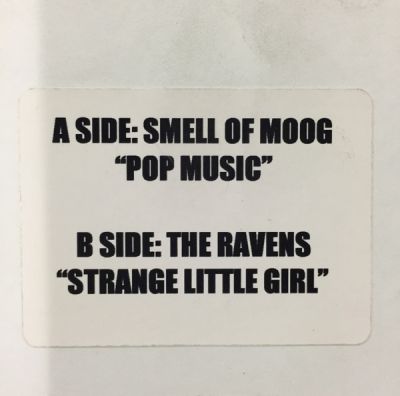 A SIDE: SMELL OF MOOG
“POP MUSIC”
B SIDE: THE RAVENS
“STRANGE LITTLE GIRL”